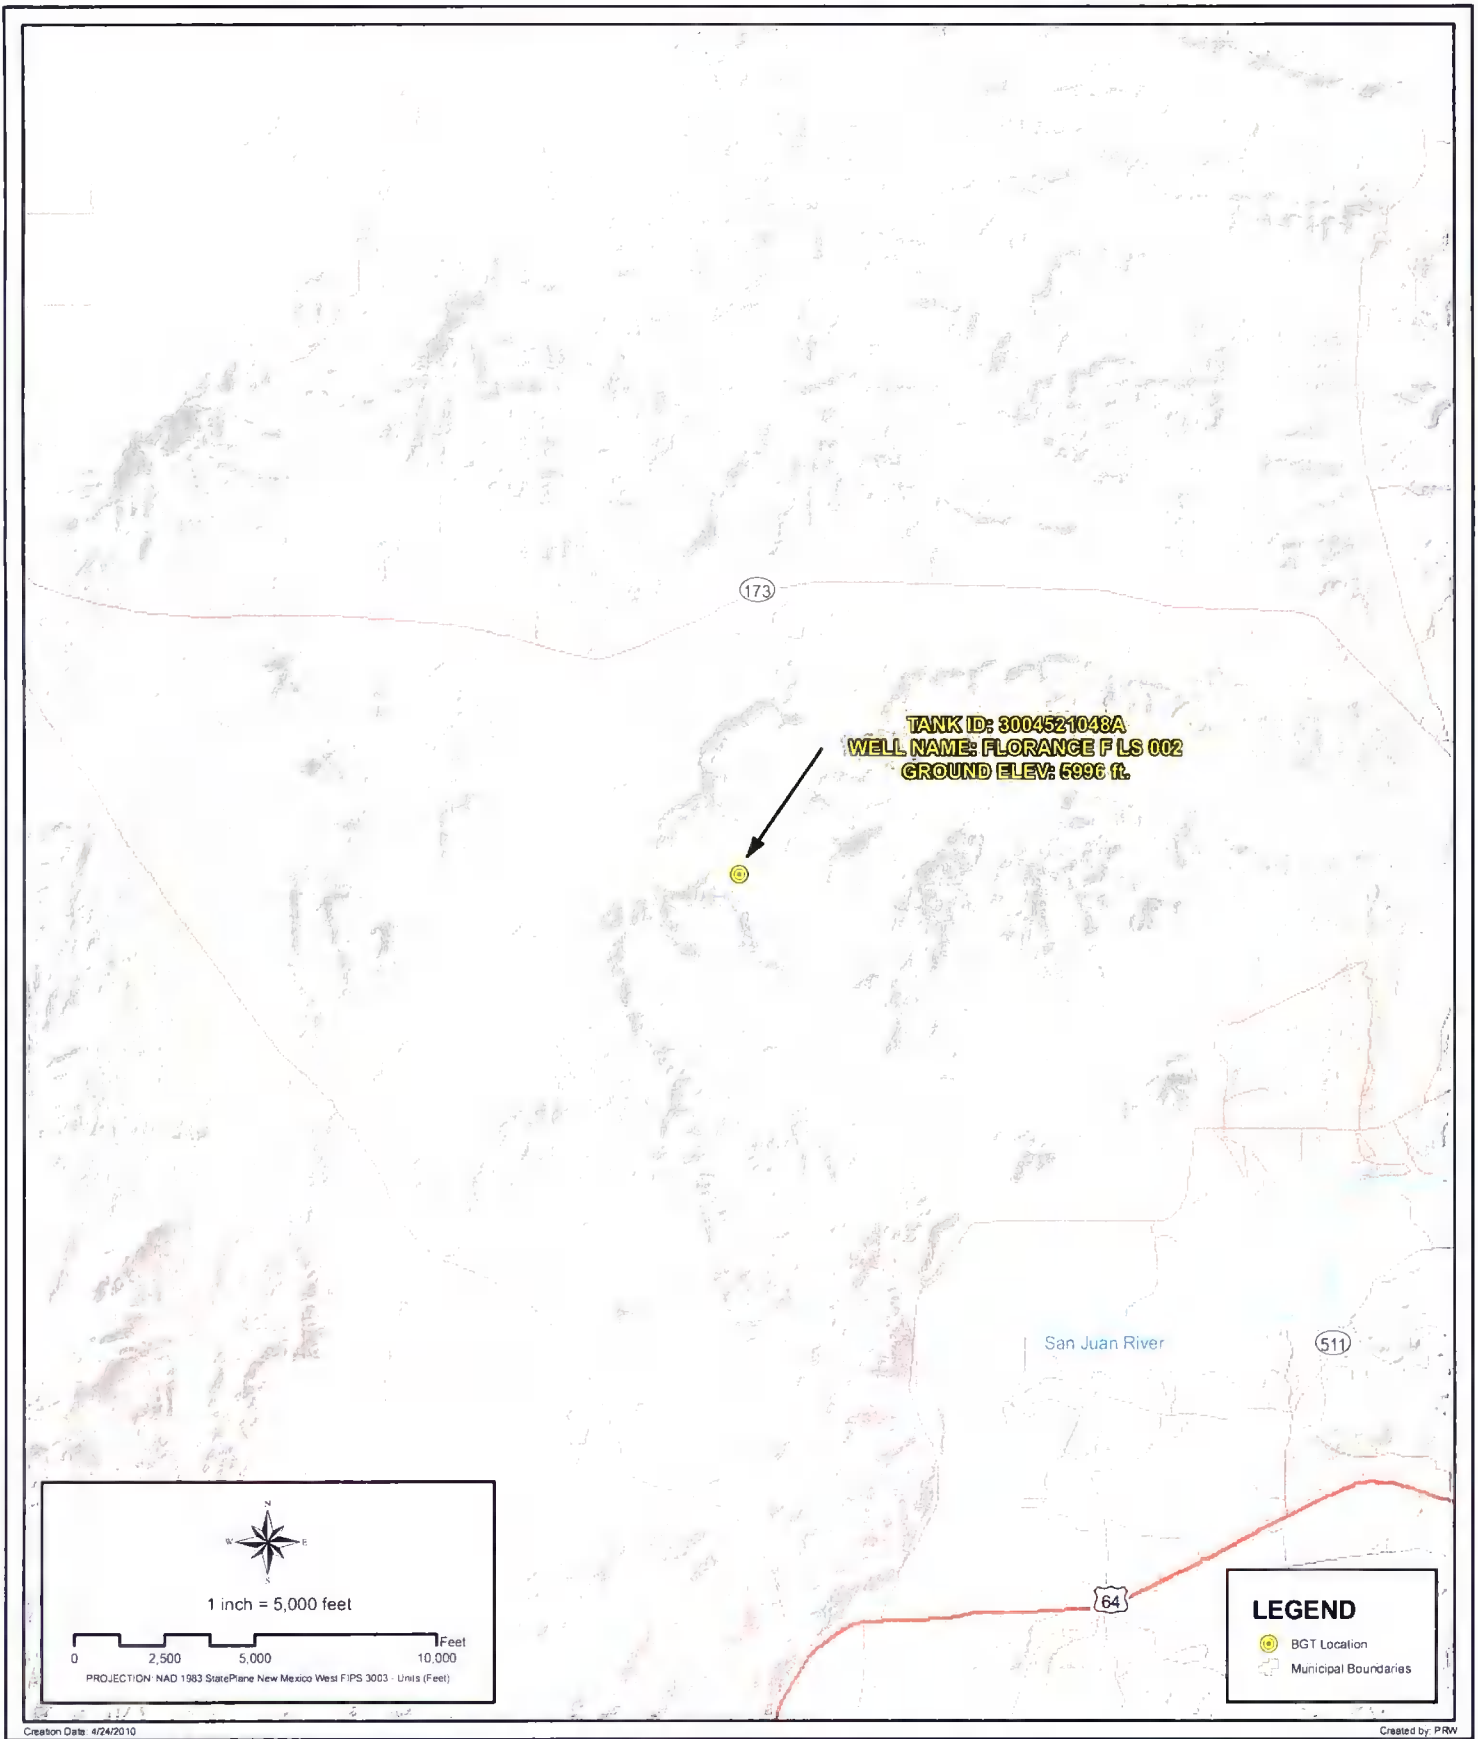 173
TANK ID: 3004521048A
WELL NAME: FLORANCE F LS 002
GROUND ELEV: 5996 ft.
San Juan River
511
64
N
W E
S
1 inch = 5,000 feet
Feet
0 2,500 5,000 10,000
PROJECTION: NAD 1983 StatePlane New Mexico West FIPS 3003 - Units (Feet)
LEGEND
BGT Location
Municipal Boundaries
Creation Date: 4/24/2010
Created by: PRW